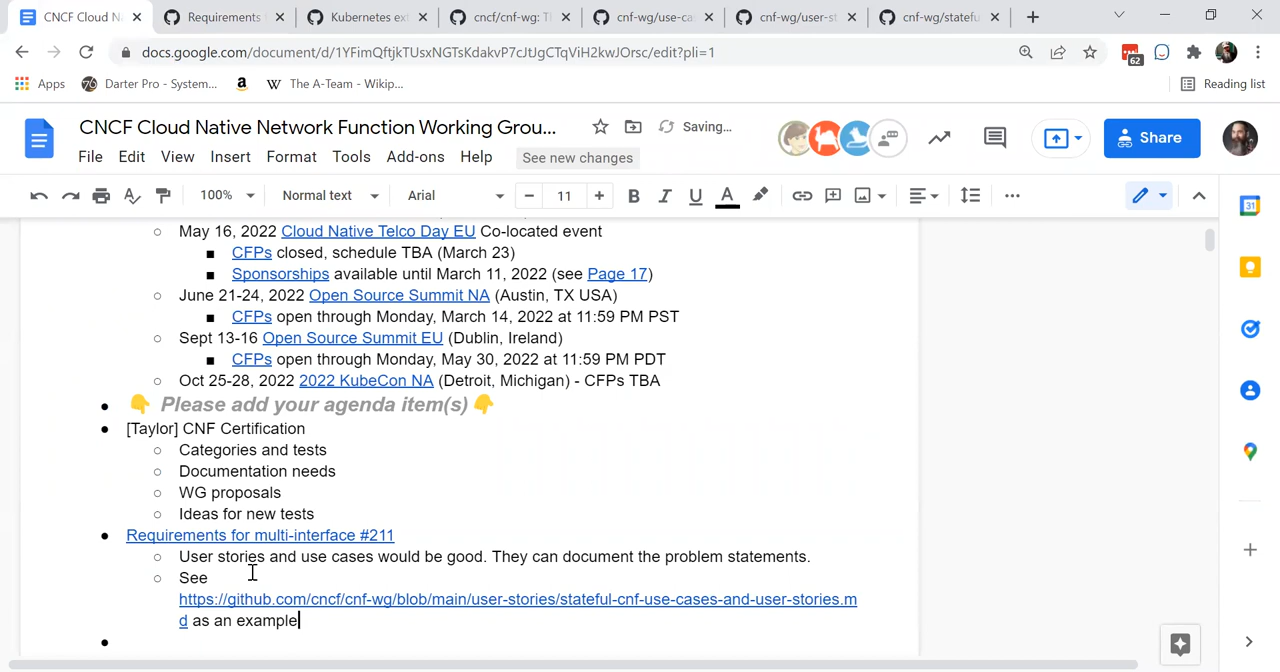 CNCF Cloud N
Requirements
Kubernetes ex
cncf/cnf-wg: T
cnf-wg/use-ca
cnf-wg/user-st
cnf-wg/statefu
docs.google.com/document/d/1YFimQftjkTUsxNGTsKdakvP7cJtJgCTqViH2kwJOrsc/edit?pli=1
62
Apps
Darter Pro - System...
The A-Team - Wikip...
Reading list
CNCF Cloud Native Network Function Working Grou...
Saving...
Share
File Edit View Insert Format Tools Add-ons Help
See new changes
100% Normal text Arial 11
May 16, 2022 Cloud Native Telco Day EU Co-located event
CFPs closed, schedule TBA (March 23)
Sponsorships available until March 11, 2022 (see Page 17)
June 21-24, 2022 Open Source Summit NA (Austin, TX USA)
CFPs open through Monday, March 14, 2022 at 11:59 PM PST
Sept 13-16 Open Source Summit EU (Dublin, Ireland)
CFPs open through Monday, May 30, 2022 at 11:59 PM PDT
Oct 25-28, 2022 2022 KubeCon NA (Detroit, Michigan) - CFPs TBA
👇 Please add your agenda item(s) 👇
[Taylor] CNF Certification
Categories and tests
Documentation needs
WG proposals
Ideas for new tests
Requirements for multi-interface #211
User stories and use cases would be good. They can document the problem statements.
See
https://github.com/cncf/cnf-wg/blob/main/user-stories/stateful-cnf-use-cases-and-user-stories.m
d as an example